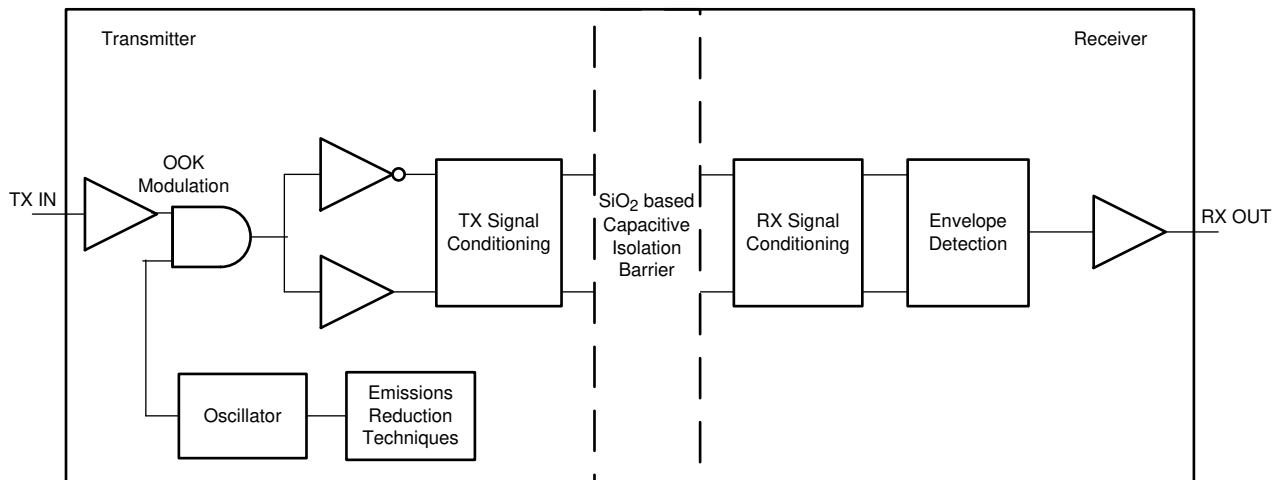 Transmitter
Receiver
OOK
Modulation
TX IN
TX Signal
Conditioning
SiO2 based
Capacitive
Isolation
Barrier
RX Signal
Conditioning
Envelope
Detection
RX OUT
Oscillator
Emissions
Reduction
Techniques